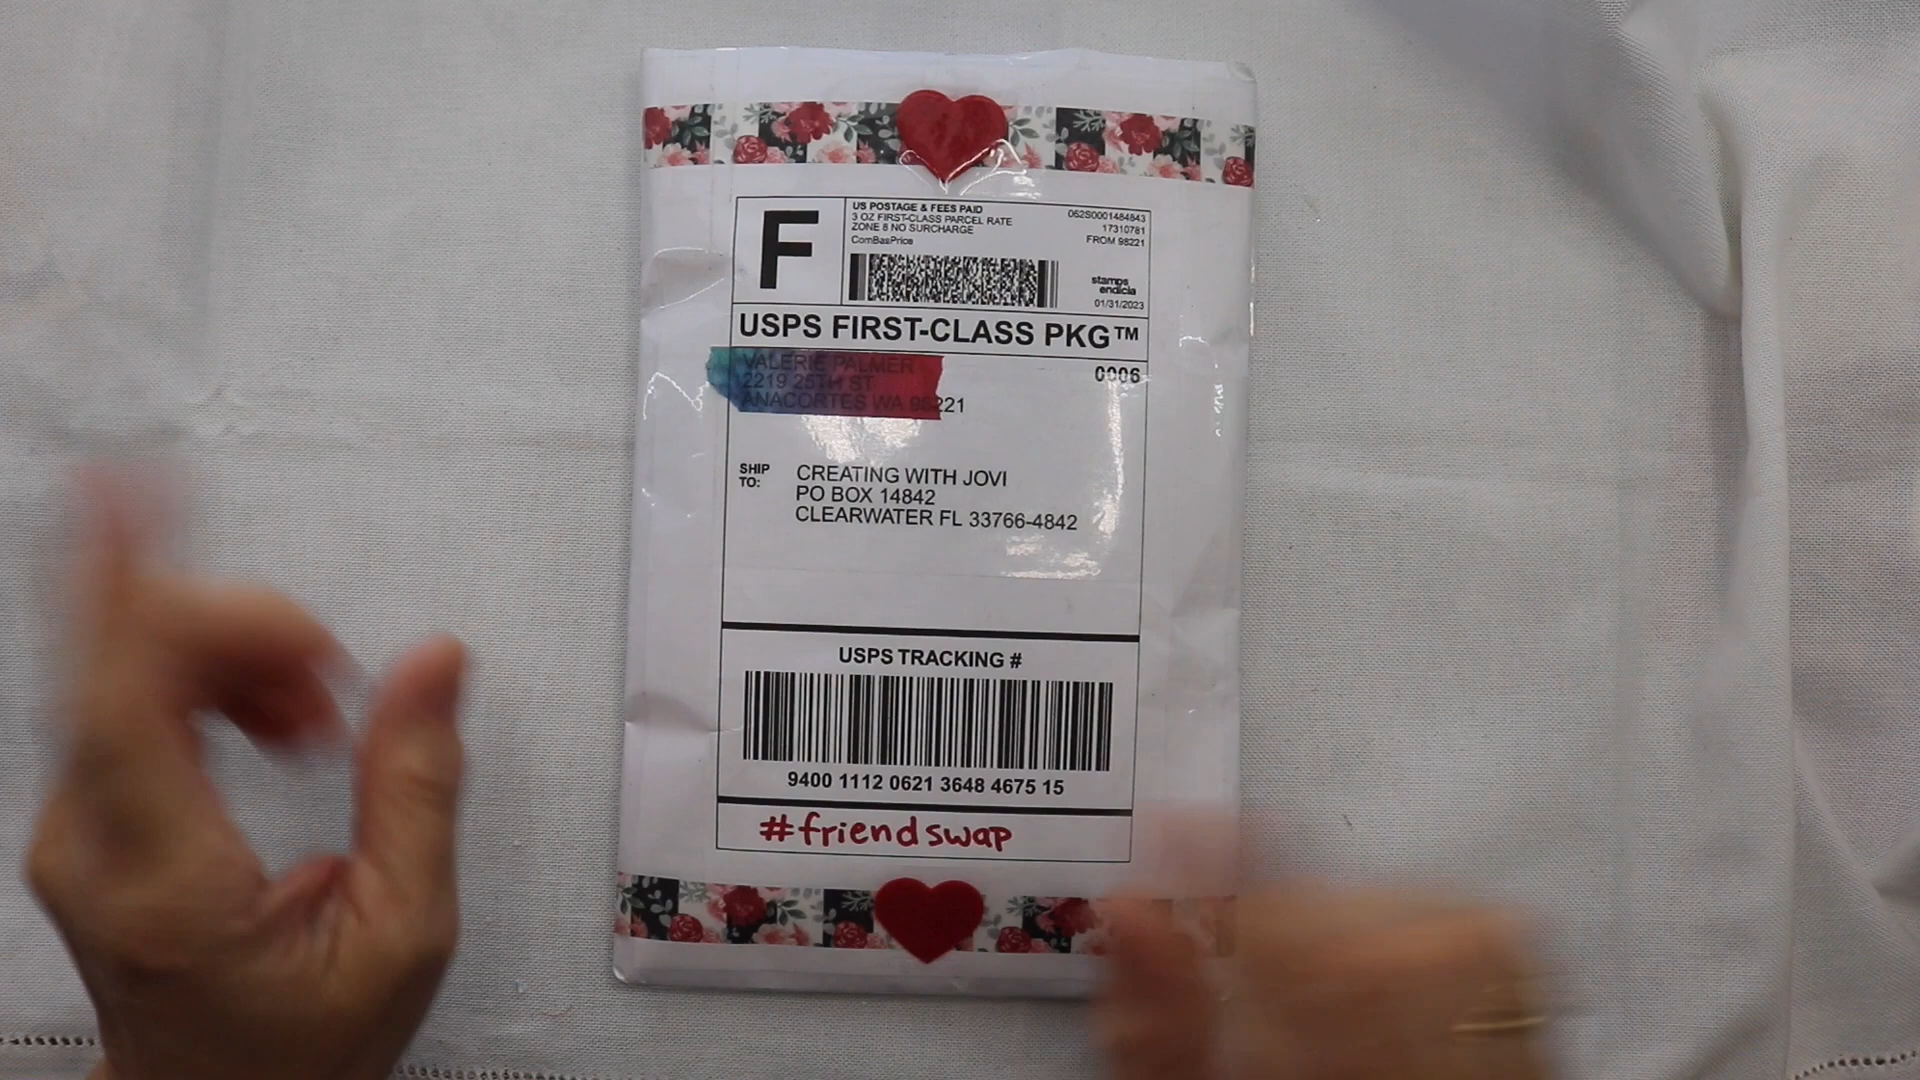 F
US POSTAGE & FEES PAID
3 OZ FIRST-CLASS PARCEL RATE
ZONE 8 NO SURCHARGE
ComBasPrice
062S0001484843
17310781
FROM 98221
stamps
endicia
01/31/2023
USPS FIRST-CLASS PKG™
0006
SHIP
TO:
CREATING WITH JOVI
PO BOX 14842
CLEARWATER FL 33766-4842
USPS TRACKING #
9400 1112 0621 3648 4675 15
#friendswap